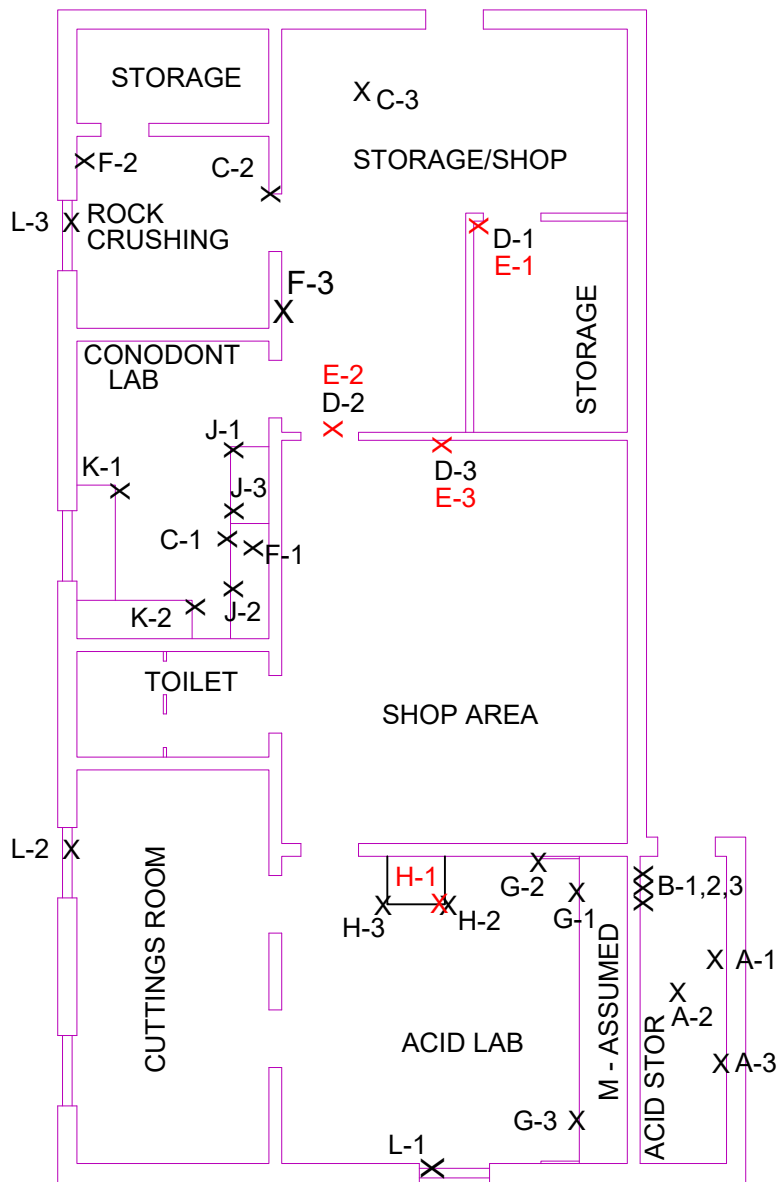 STORAGE
C-3
F-2
C-2
STORAGE/SHOP
L-3
ROCK
CRUSHING
D-1
E-1
F-3
STORAGE
CONODONT
LAB
E-2
D-2
J-1
D-3
E-3
K-1
J-3
C-1
F-1
K-2
J-2
TOILET
SHOP AREA
L-2
H-1
G-2
B-1,2,3
H-3
H-2
G-1
CUTTINGS ROOM
M - ASSUMED
A-1
A-2
ACID LAB
ACID STOR
A-3
G-3
L-1